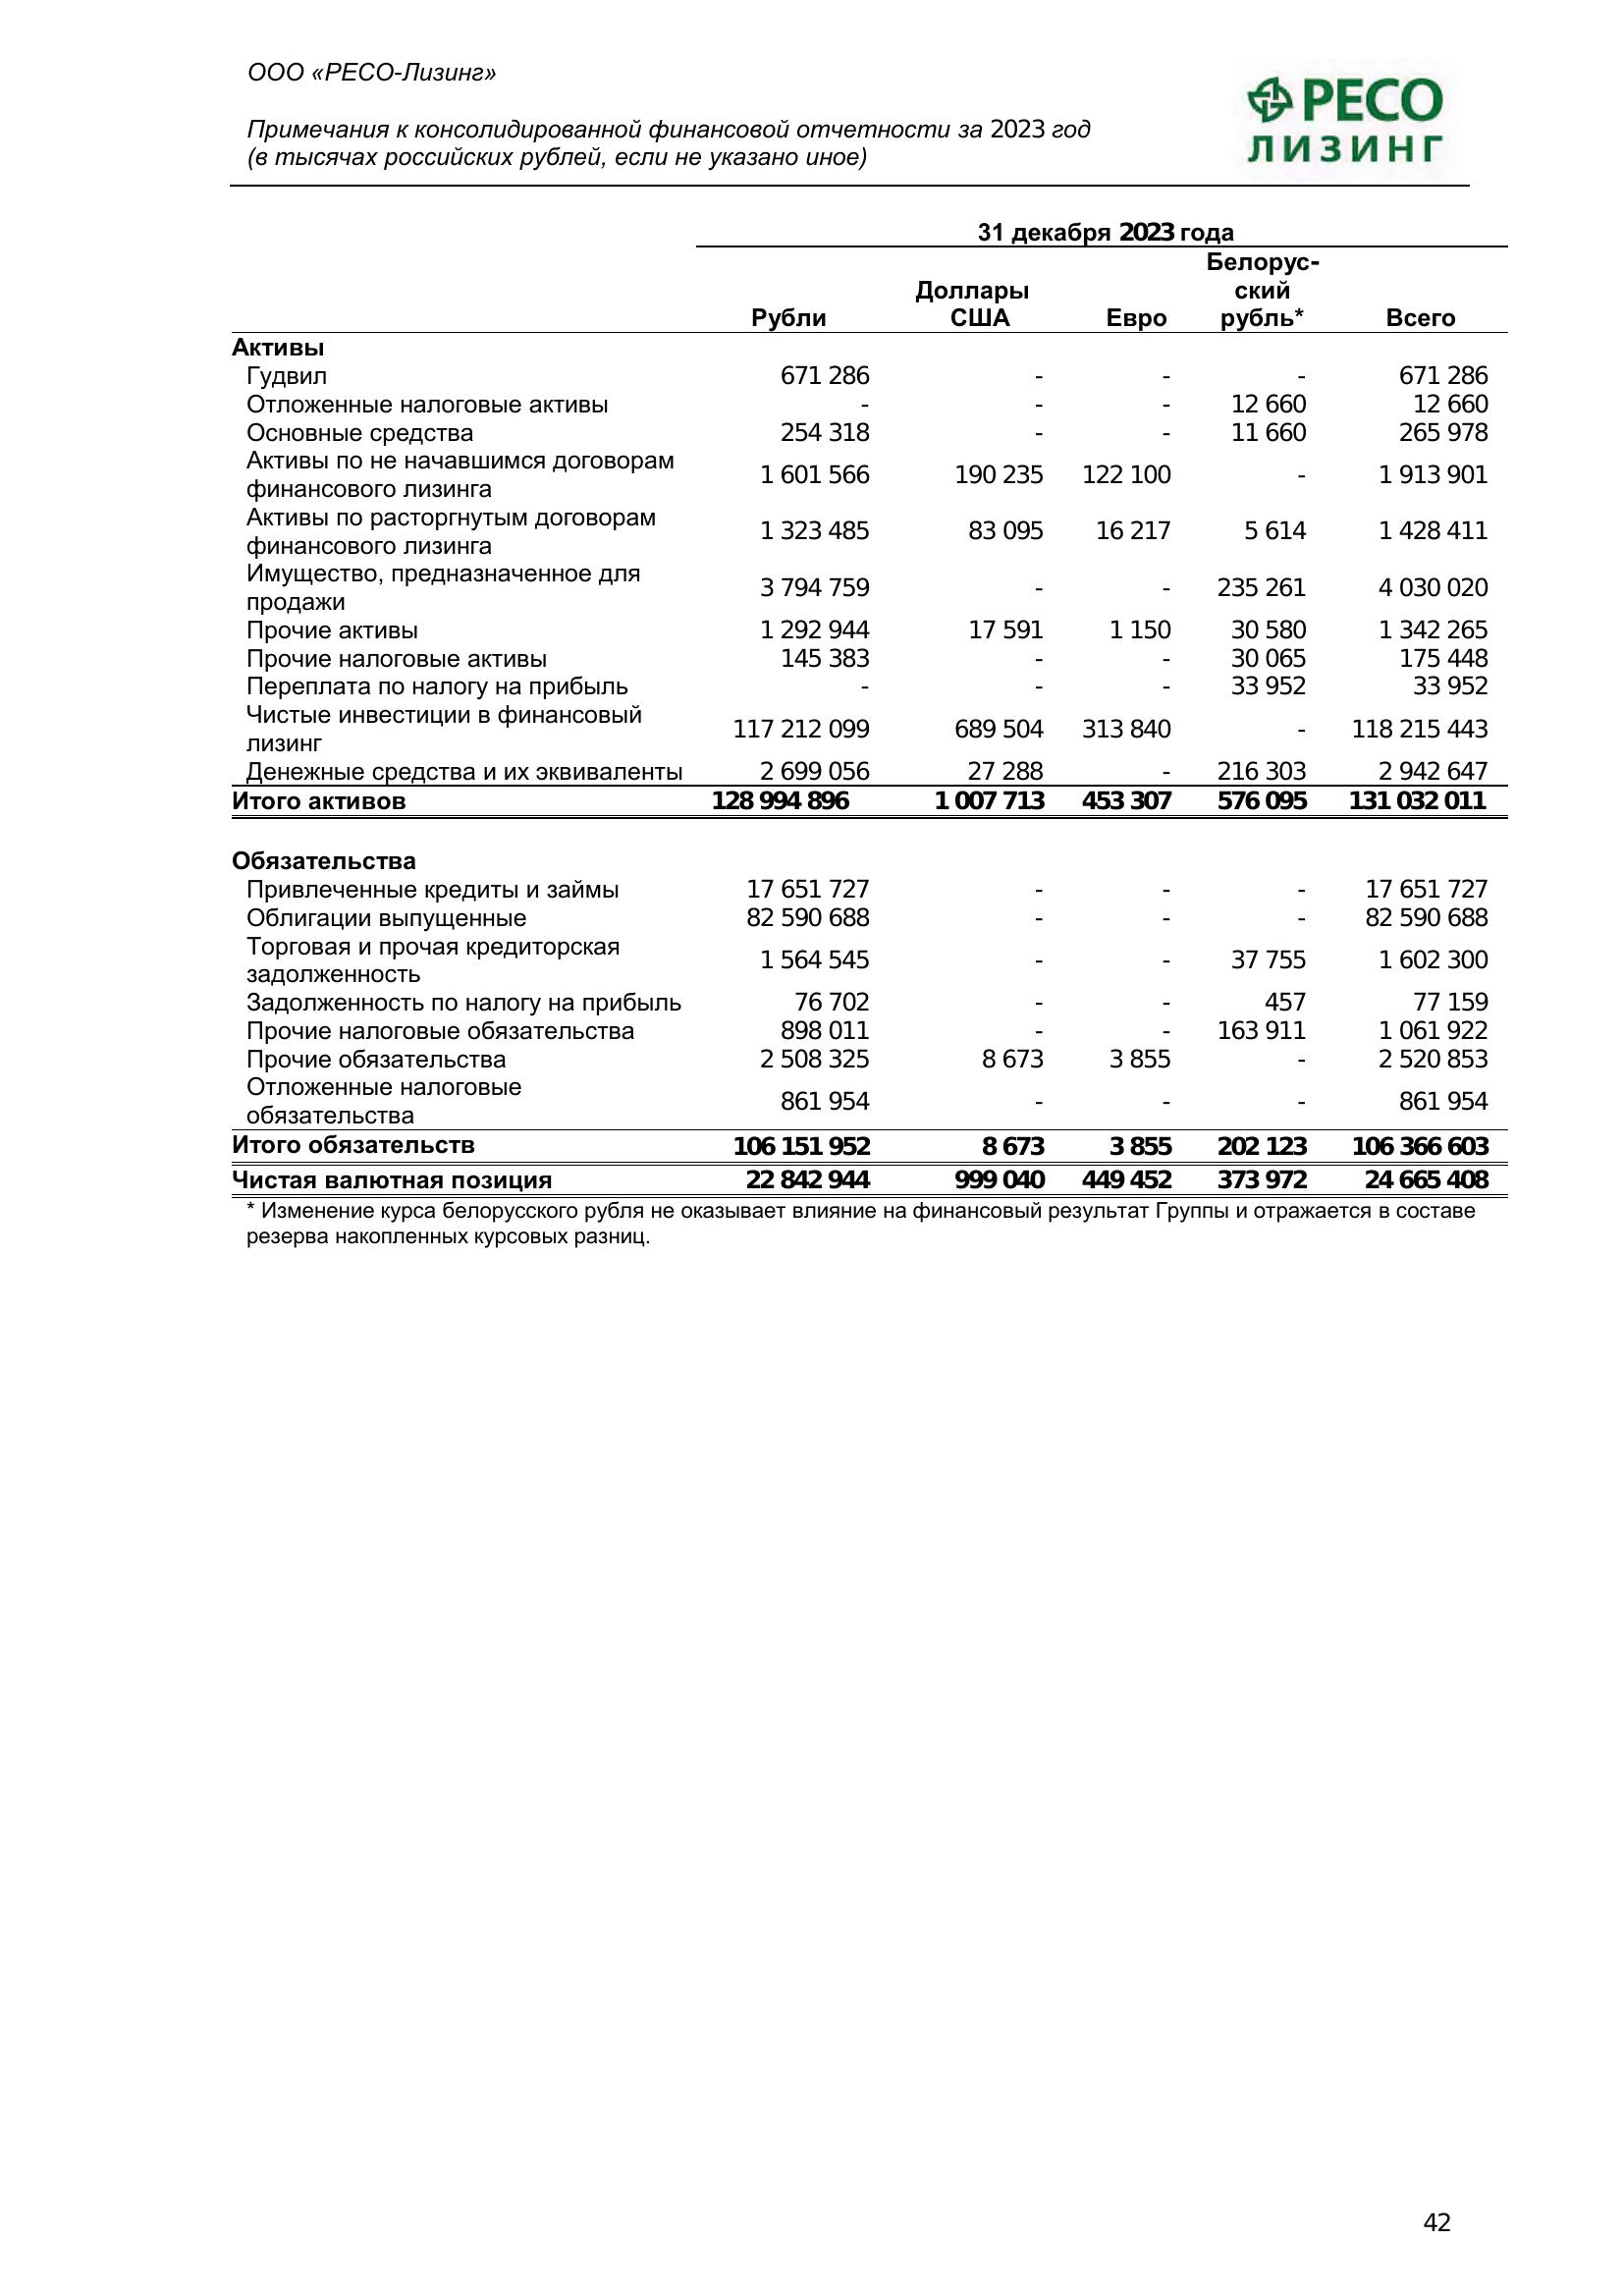 ООО «РЕСО-Лизинг»
РЕСО
ЛИЗИНГ
Примечания к консолидированной финансовой отчетности за 2023 год
(в тысячах российских рублей, если не указано иное)
31 декабря 2023 года
Белорус-
Доллары ский
Рубли США Евро рубль* Всего
Активы
Гудвил 671 286 - - - 671 286
Отложенные налоговые активы - - - 12 660 12 660
Основные средства 254 318 - - 11 660 265 978
Активы по не начавшимся договорам
финансового лизинга 1 601 566 190 235 122 100 - 1 913 901
Активы по расторгнутым договорам
финансового лизинга 1 323 485 83 095 16 217 5 614 1 428 411
Имущество, предназначенное для
продажи 3 794 759 - - 235 261 4 030 020
Прочие активы 1 292 944 17 591 1 150 30 580 1 342 265
Прочие налоговые активы 145 383 - - 30 065 175 448
Переплата по налогу на прибыль - - - 33 952 33 952
Чистые инвестиции в финансовый
лизинг 117 212 099 689 504 313 840 - 118 215 443
Денежные средства и их эквиваленты 2 699 056 27 288 - 216 303 2 942 647
Итого активов 128 994 896 1 007 713 453 307 576 095 131 032 011
Обязательства
Привлеченные кредиты и займы 17 651 727 - - - 17 651 727
Облигации выпущенные 82 590 688 - - - 82 590 688
Торговая и прочая кредиторская
задолженность 1 564 545 - - 37 755 1 602 300
Задолженность по налогу на прибыль 76 702 - - 457 77 159
Прочие налоговые обязательства 898 011 - - 163 911 1 061 922
Прочие обязательства 2 508 325 8 673 3 855 - 2 520 853
Отложенные налоговые
обязательства 861 954 - - - 861 954
Итого обязательств 106 151 952 8 673 3 855 202 123 106 366 603
Чистая валютная позиция 22 842 944 999 040 449 452 373 972 24 665 408
* Изменение курса белорусского рубля не оказывает влияние на финансовый результат Группы и отражается в составе
резерва накопленных курсовых разниц.
42